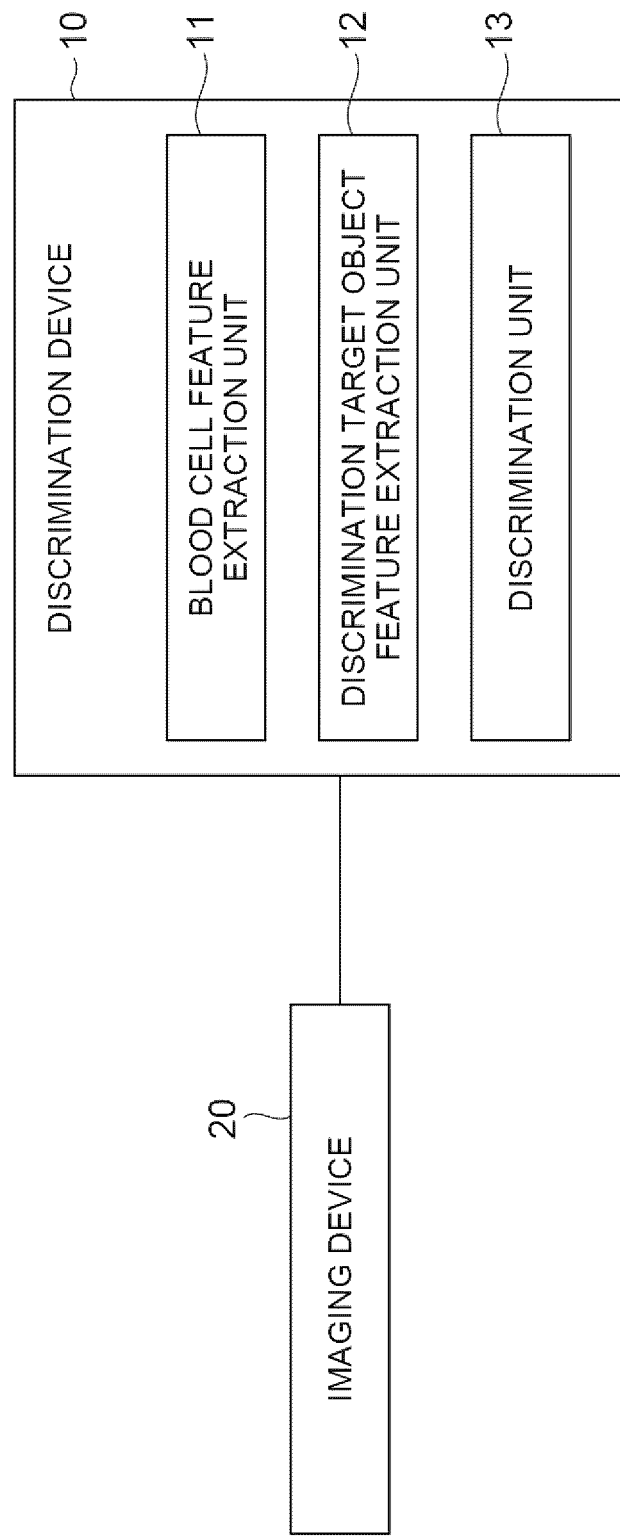 DISCRIMINATION DEVICE
10
BLOOD CELL FEATURE
EXTRACTION UNIT
11
DISCRIMINATION TARGET OBJECT
FEATURE EXTRACTION UNIT
12
DISCRIMINATION UNIT
13
20
IMAGING DEVICE